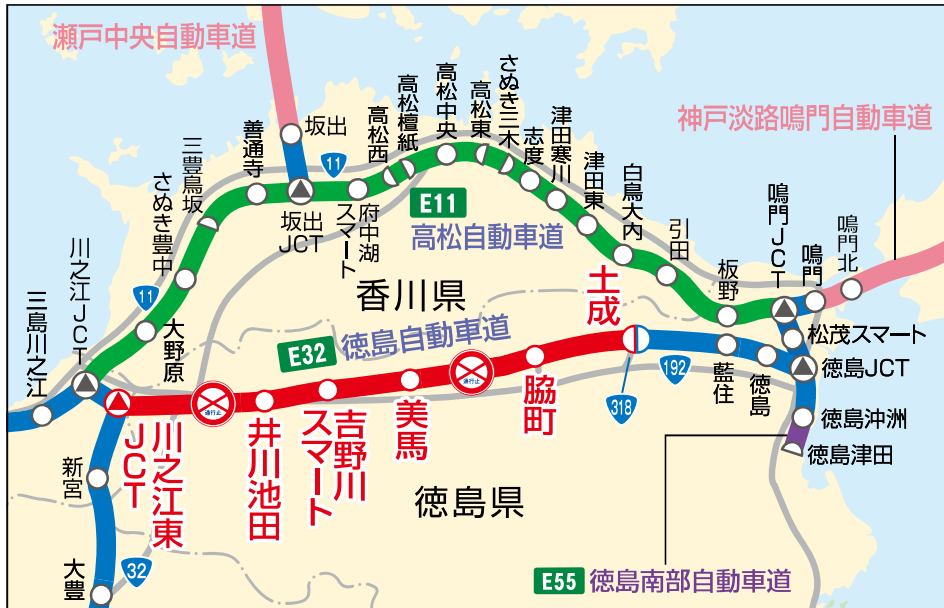 瀬戸中央自動車道
神戸淡路鳴門自動車道
坂出
善通寺
三豊鳥坂
さぬき豊中
大野原
川之江JCT
三島川之江
11
坂出
JCT
府中湖
スマート
高松西
高松檀紙
高松中央
高松東
さぬき三木
志度
津田寒川
津田東
白鳥大内
引田
板野
鳴門JCT
鳴門
鳴門北
11
E11
高松自動車道
香川県
E32
徳島自動車道
土成
318
192
藍住
徳島
松茂スマート
徳島JCT
徳島沖洲
徳島津田
通行止
通行止
川之江東
JCT
井川池田
吉野川
スマート
美馬
脇町
新宮
大豊
32
徳島県
E55
徳島南部自動車道